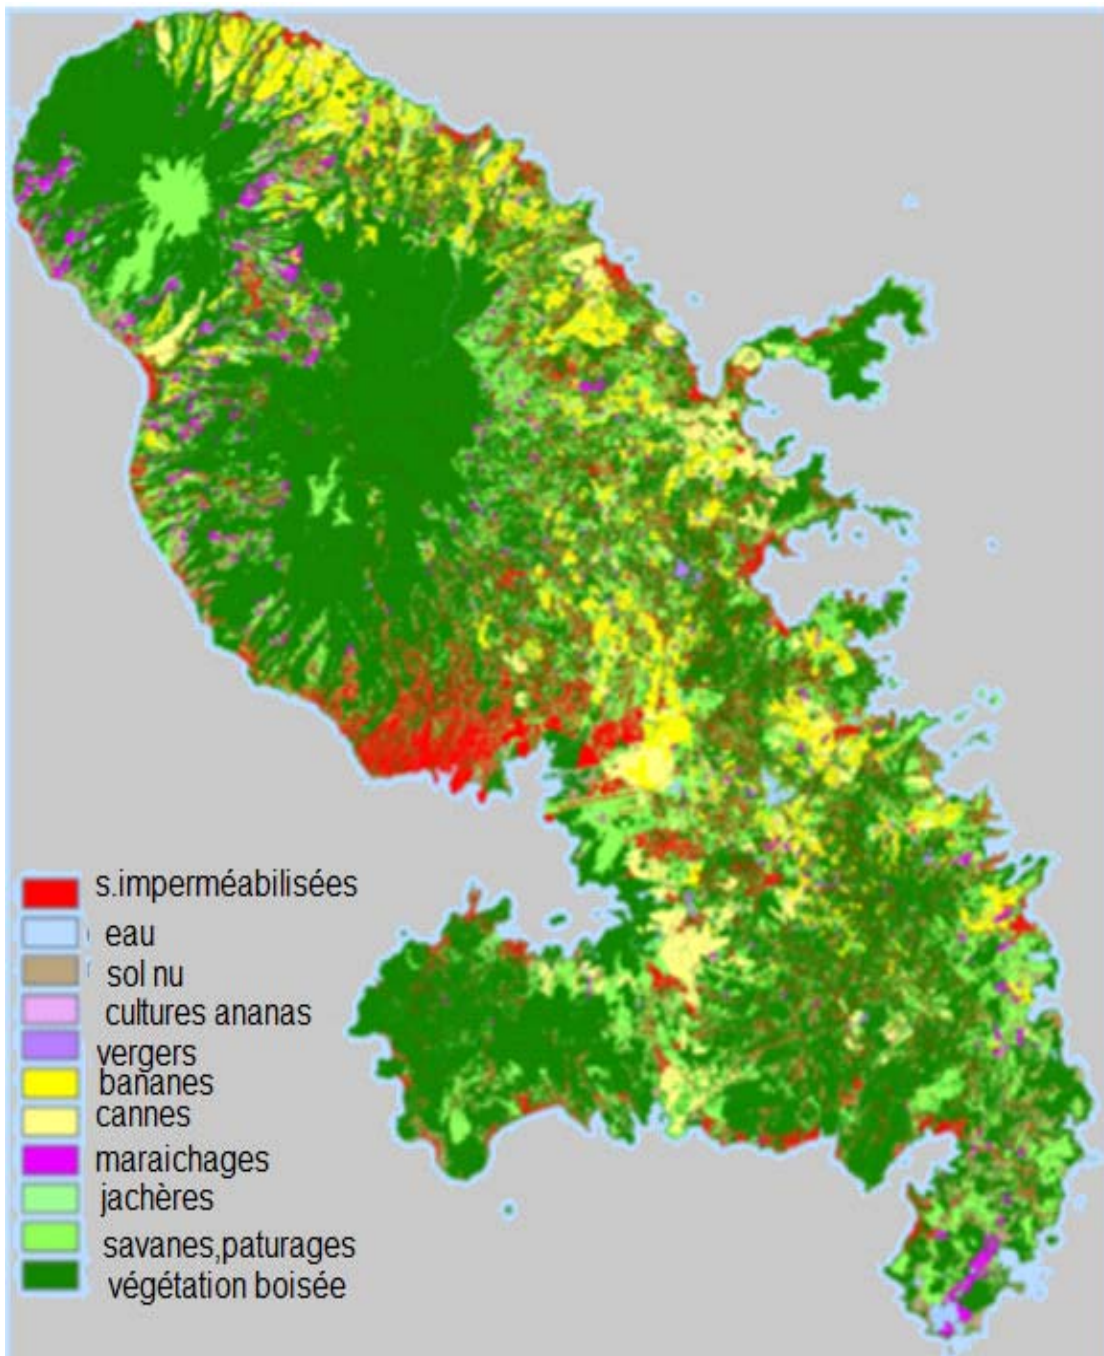 s.imperméabilisées
eau
sol nu
cultures ananas
vergers
bananes
cannes
maraichages
jachères
savanes,paturages
végétation boisée